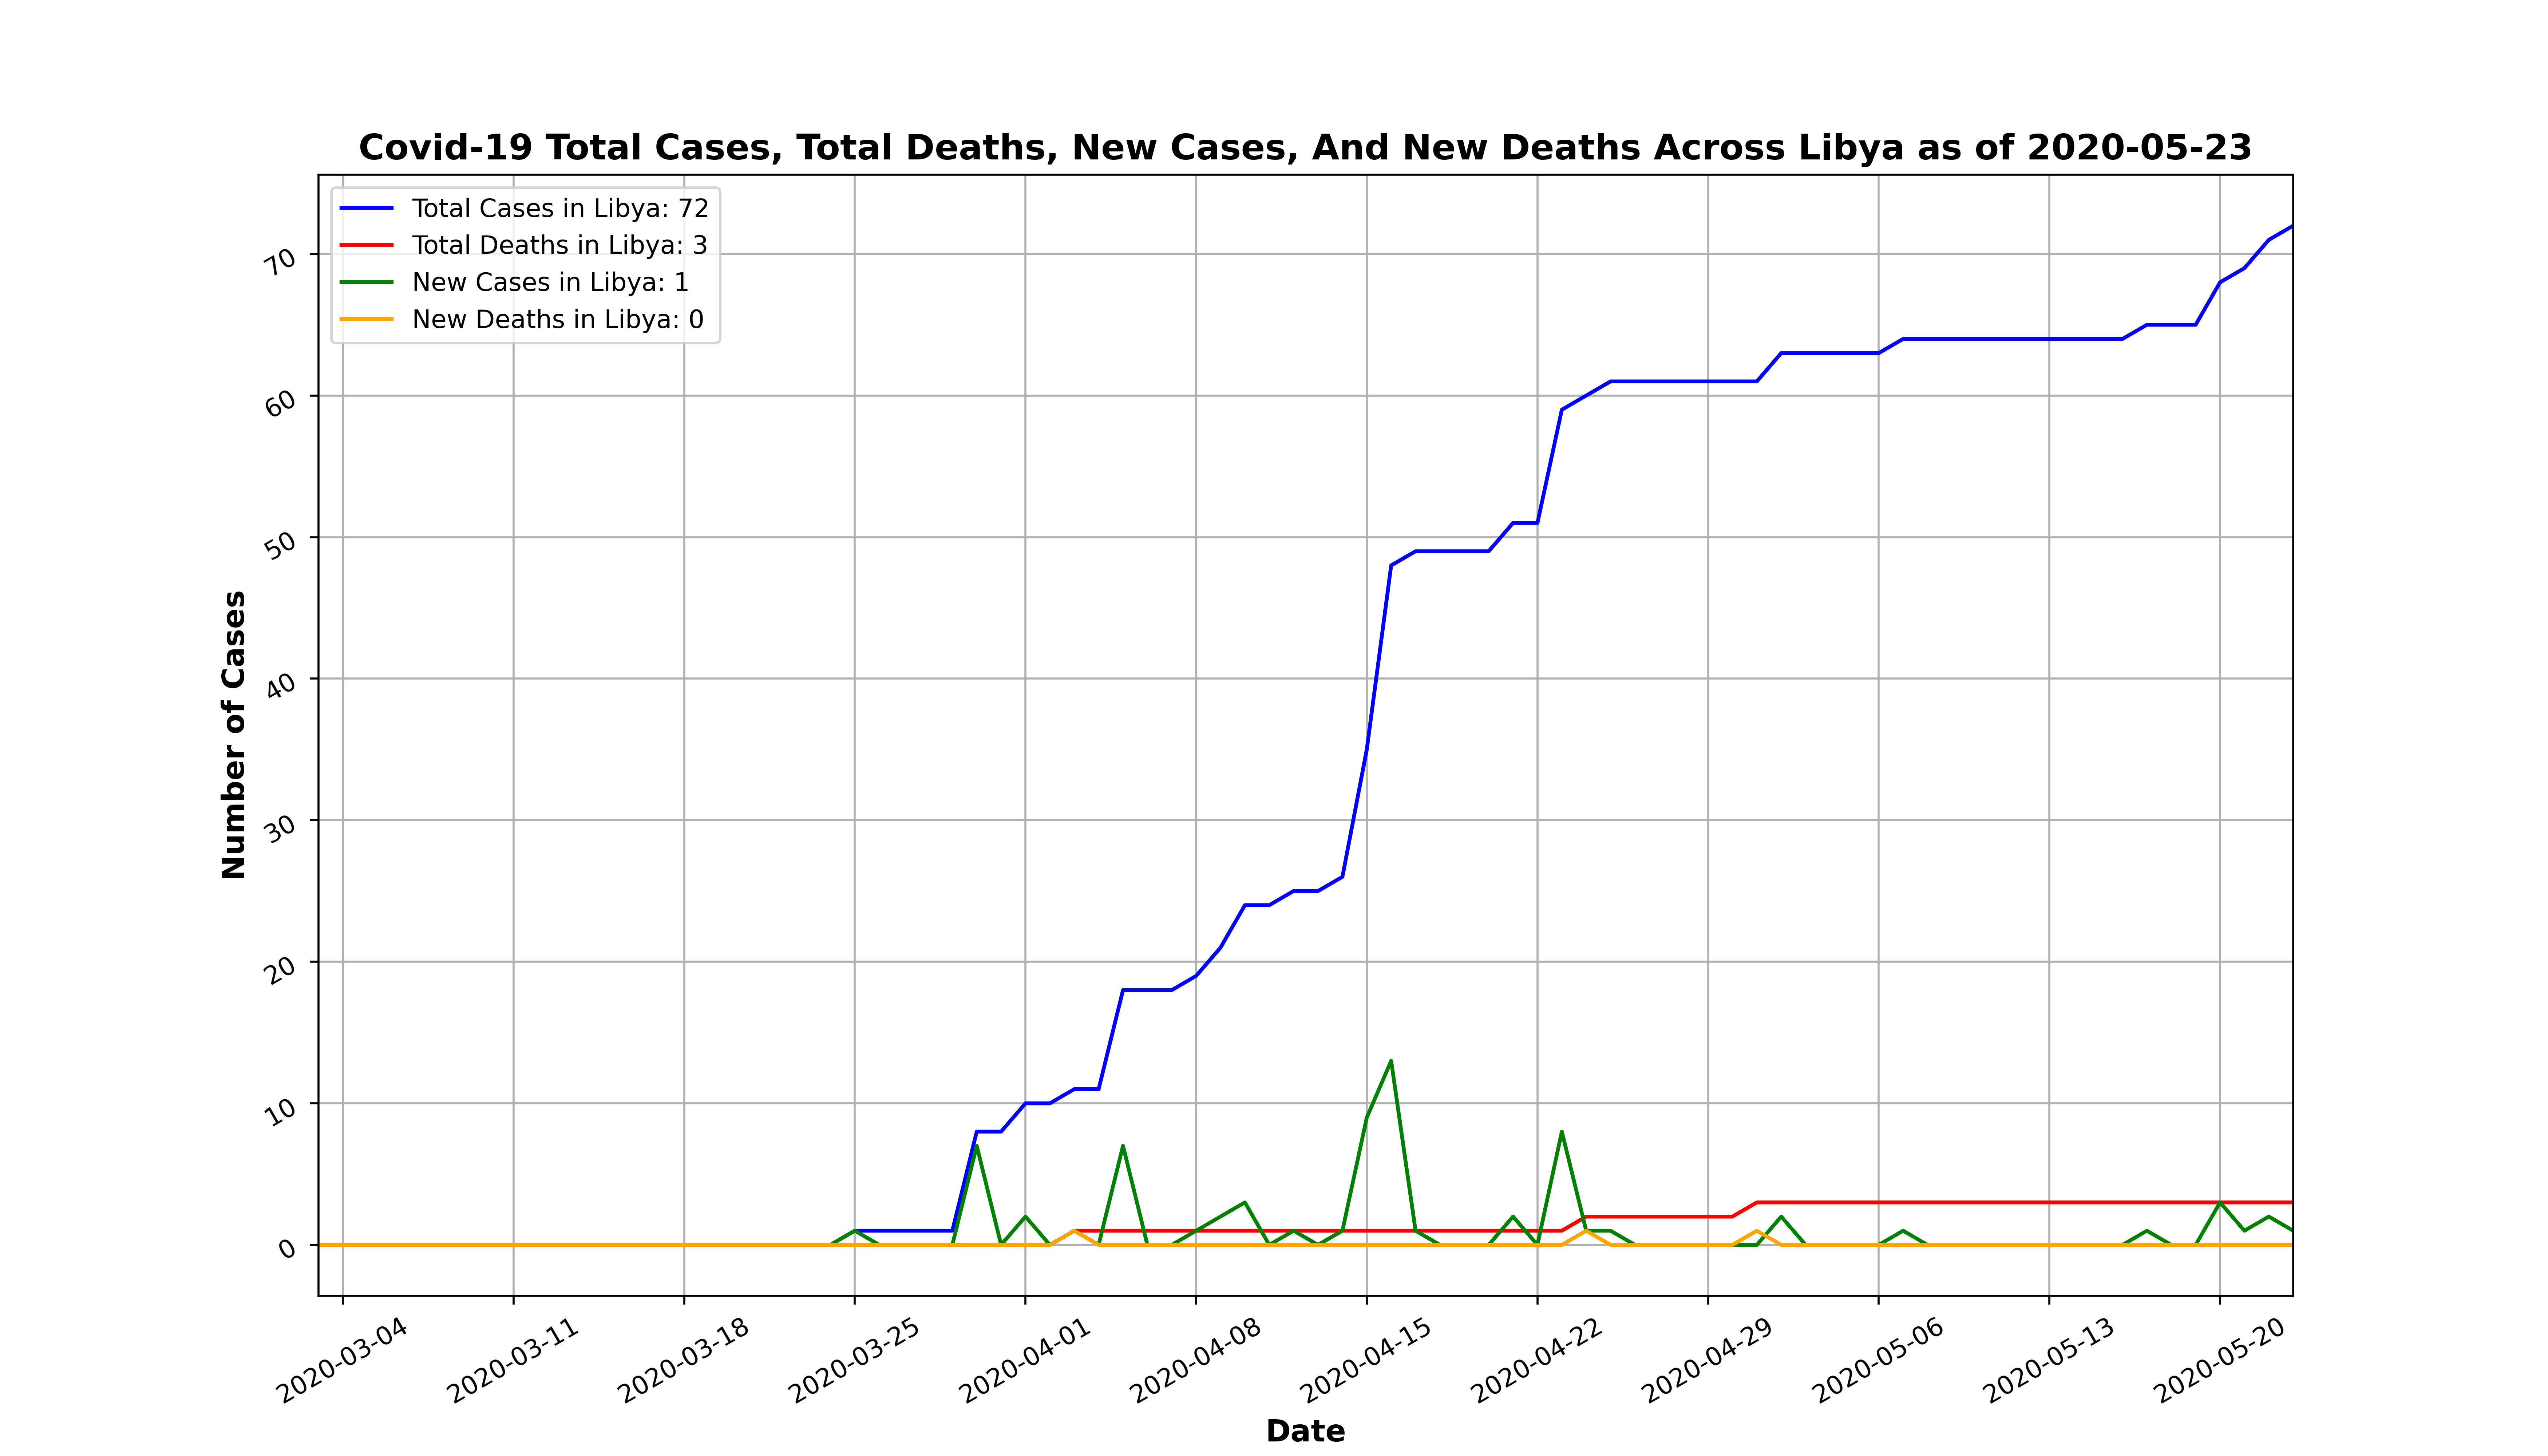 Covid-19 Total Cases, Total Deaths, New Cases, And New Deaths Across Libya as of 2020-05-23
Total Cases in Libya: 72
Total Deaths in Libya: 3
New Cases in Libya: 1
New Deaths in Libya: 0
Number of Cases
70
60
50
40
30
20
10
0
2020-03-04
2020-03-11
2020-03-18
2020-03-25
2020-04-01
2020-04-08
2020-04-15
2020-04-22
2020-04-29
2020-05-06
2020-05-13
2020-05-20
Date